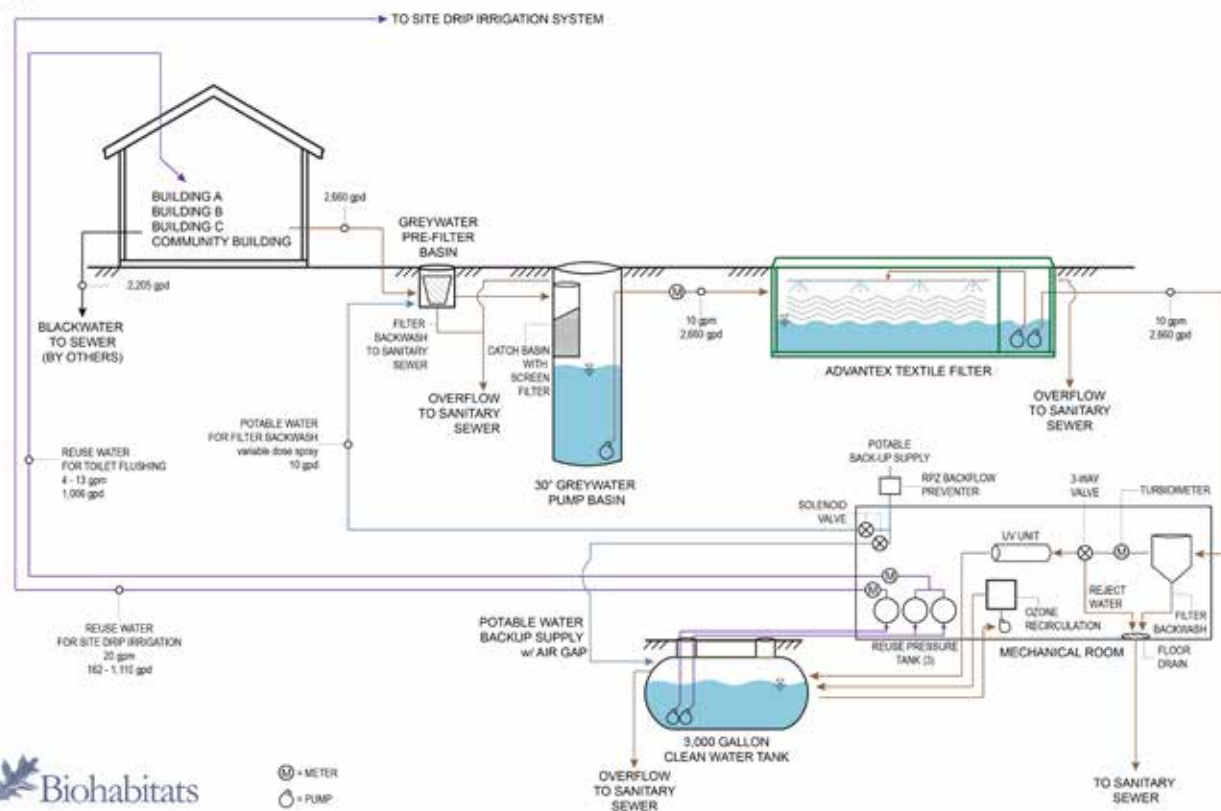 TO SITE DRIP IRRIGATION SYSTEM
BUILDING A
BUILDING B
BUILDING C
COMMUNITY BUILDING
2,660 gpd
GREYWATER
PRE-FILTER
BASIN
2,205 gpd
BLACKWATER
TO SEWER
(BY OTHERS)
FILTER
BACKWASH
TO SANITARY
SEWER
CATCH BASIN
WITH
SCREEN
FILTER
OVERFLOW
TO SANITARY
SEWER
30" GREYWATER
PUMP BASIN
M
10 gpm
2,660 gpd
ADVANTEX TEXTILE FILTER
OVERFLOW
TO SANITARY
SEWER
10 gpm
2,660 gpd
POTABLE WATER
FOR FILTER BACKWASH
variable dose spray
10 gpd
REUSE WATER
FOR TOILET FLUSHING
4 - 13 gpm
1,006 gpd
POTABLE
BACK-UP SUPPLY
RPZ BACKFLOW
PREVENTER
SOLENOID
VALVE
3-WAY
VALVE
TURBIDIMETER
UV UNIT
M
M
M
REJECT
WATER
OZONE
RECIRCULATION
FILTER
BACKWASH
REUSE PRESSURE
TANK (3)
MECHANICAL ROOM
FLOOR
DRAIN
REUSE WATER
FOR SITE DRIP IRRIGATION
20 gpm
162 - 1,110 gpd
POTABLE WATER
BACKUP SUPPLY
w/ AIR GAP
3,000 GALLON
CLEAN WATER TANK
OVERFLOW
TO SANITARY
SEWER
TO SANITARY
SEWER
Biohabitats
M = METER
= PUMP